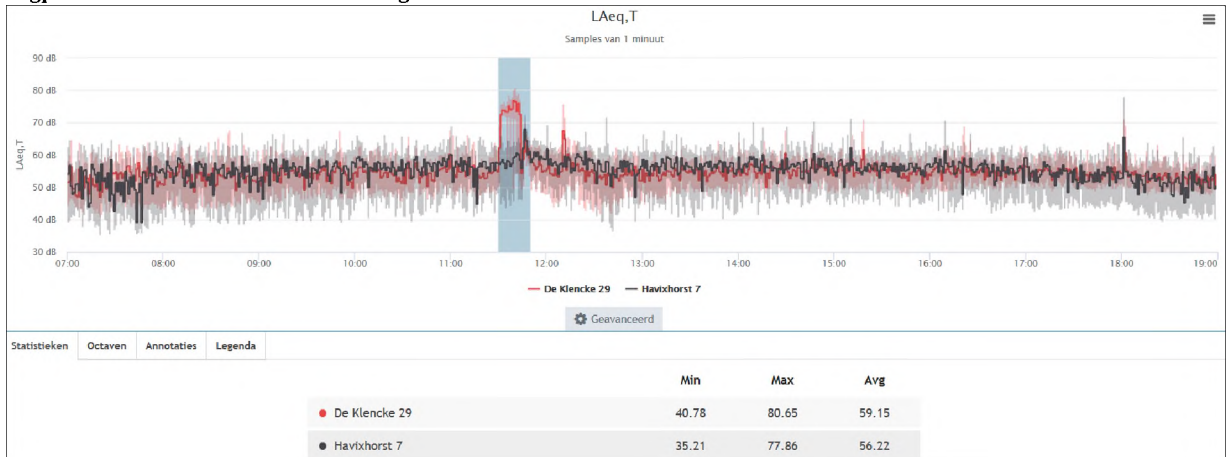 LAeq,T
Samples van 1 minuut
90 dB
80 dB
70 dB
60 dB
50 dB
40 dB
30 dB
LAeq,T
07:00 08:00 09:00 10:00 11:00 12:00 13:00 14:00 15:00 16:00 17:00 18:00 19:00
De Klencke 29 Havixhorst 7
Geavanceerd
Statistieken Octaven Annotaties Legenda
Min Max Avg
De Klencke 29 40.78 80.65 59.15
Havixhorst 7 35.21 77.86 56.22